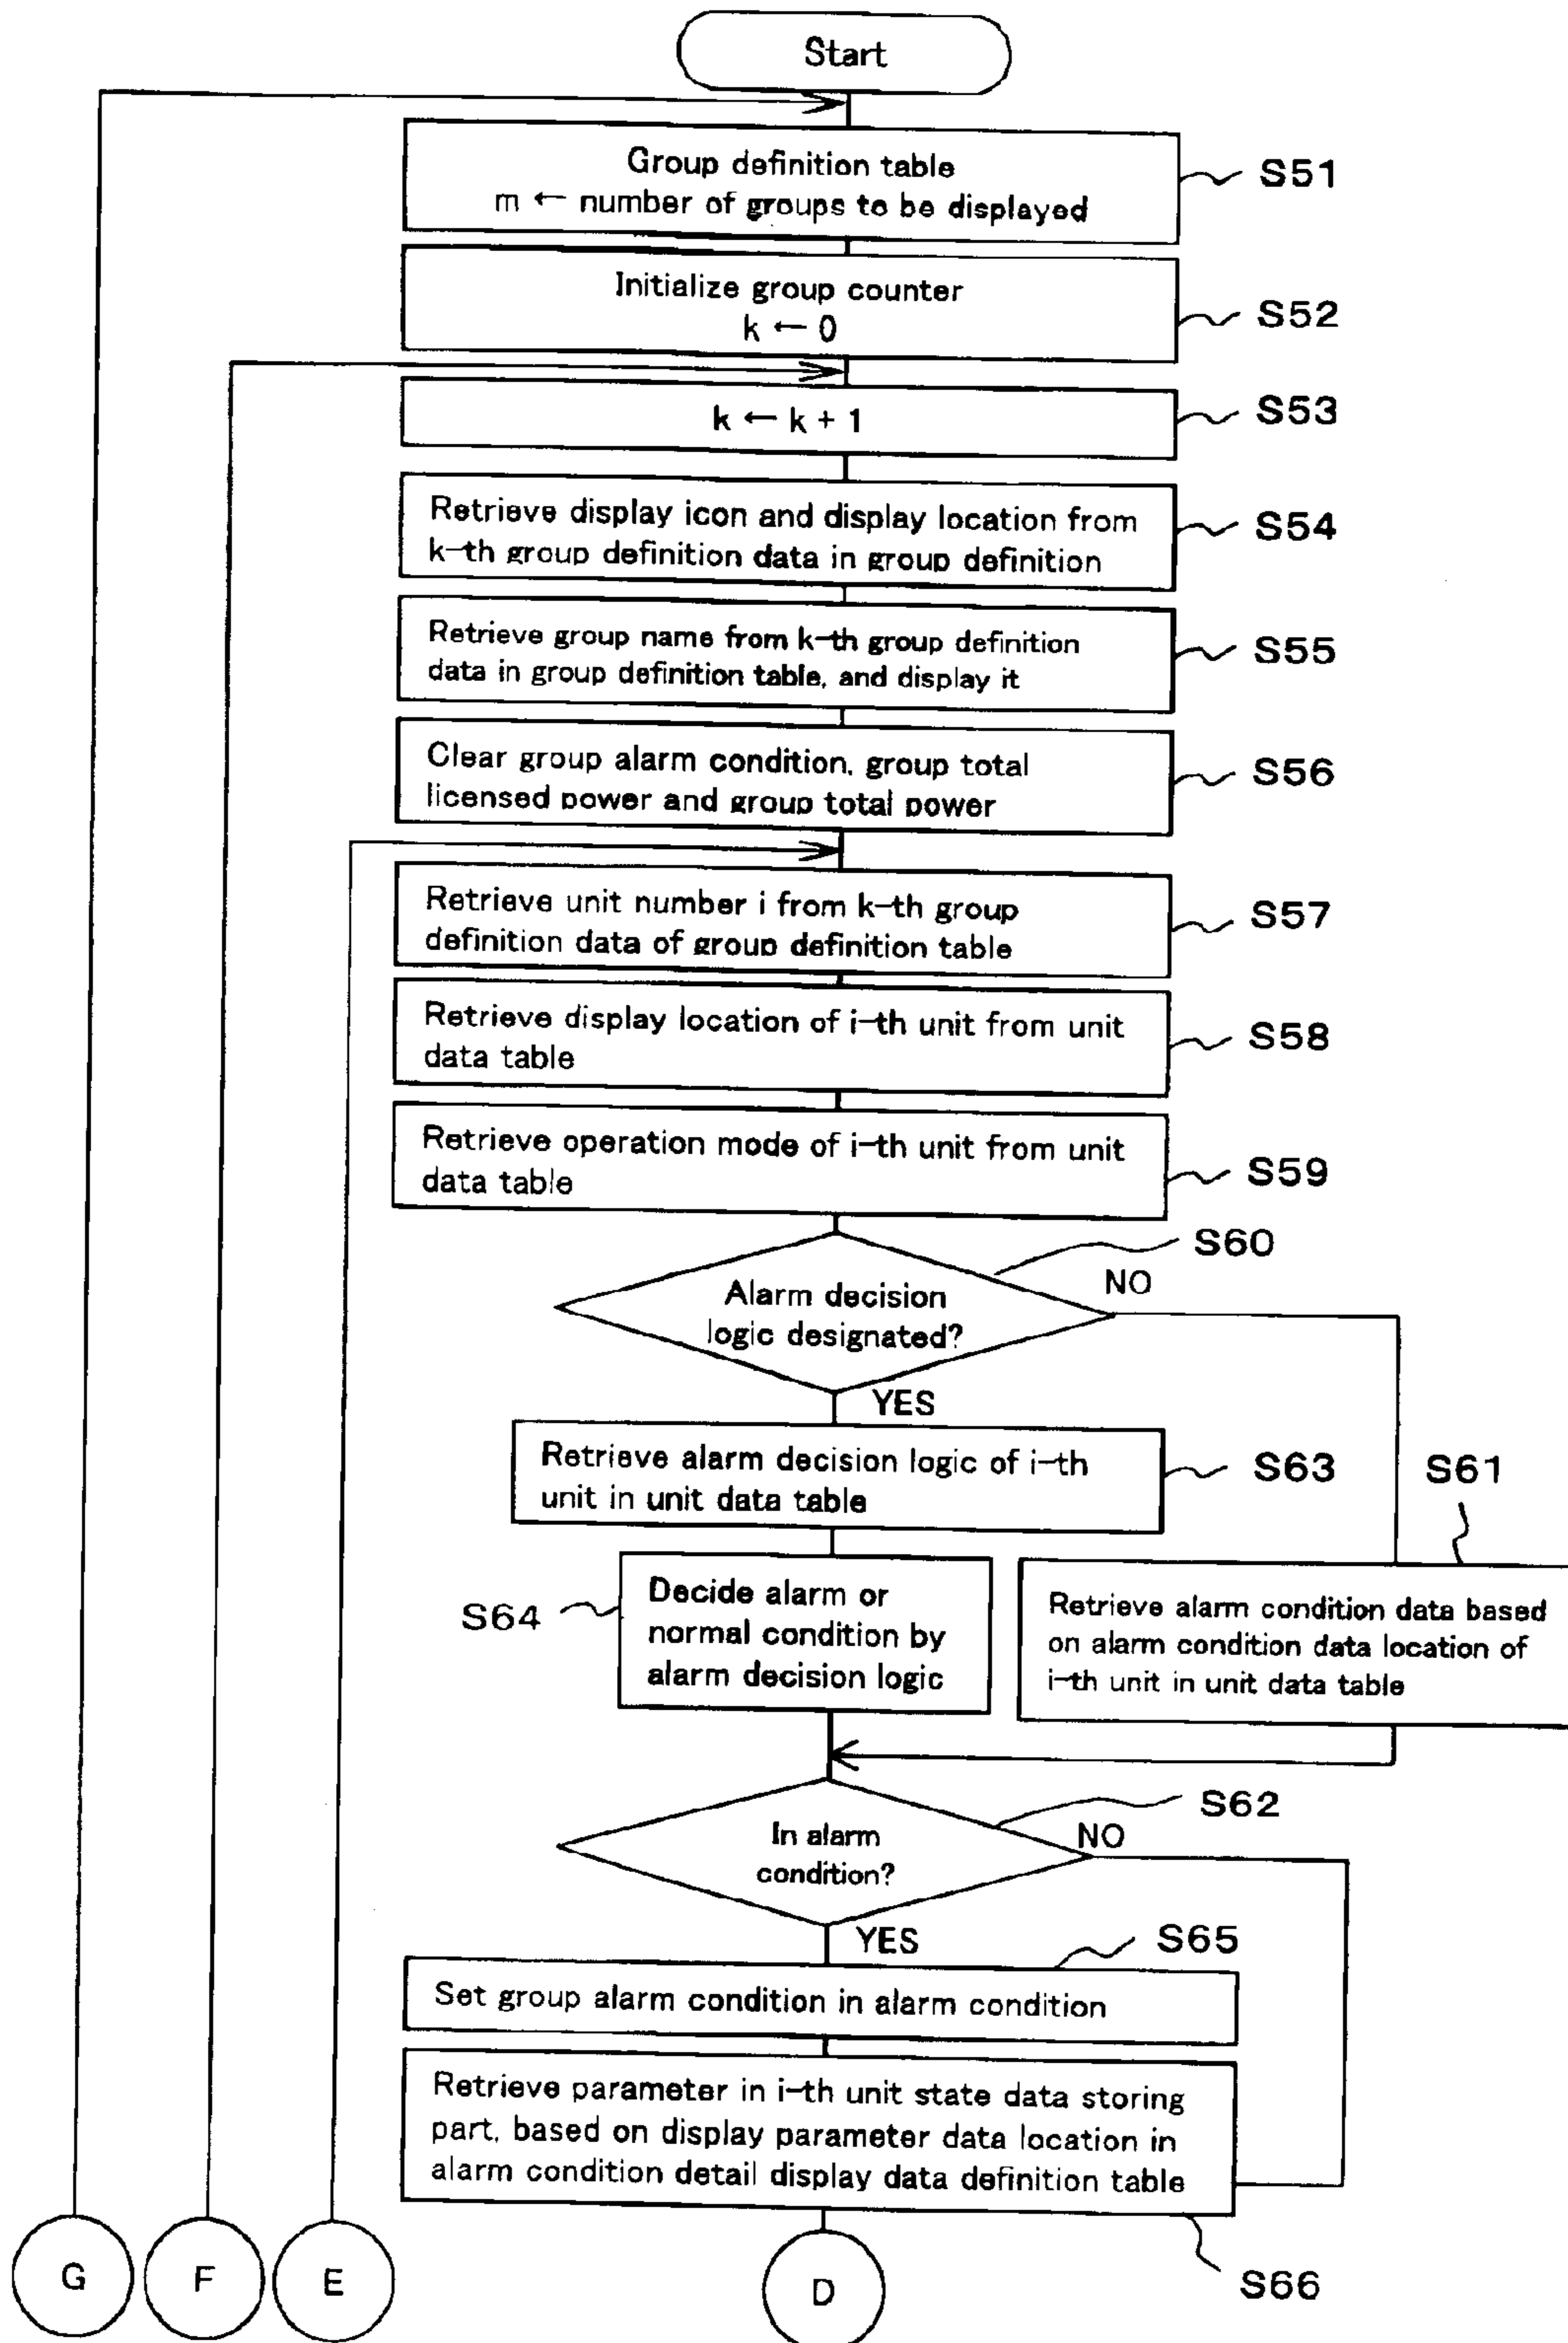 Start
Group definition table
m ← number of groups to be displayed
S51
Initialize group counter
k ← 0
S52
k ← k + 1
S53
Retrieve display icon and display location from
k-th group definition data in group definition
S54
Retrieve group name from k-th group definition
data in group definition table, and display it
S55
Clear group alarm condition, group total
licensed power and group total power
S56
Retrieve unit number i from k-th group
definition data of group definition table
S57
Retrieve display location of i-th unit from unit
data table
S58
Retrieve operation mode of i-th unit from unit
data table
S59
S60
NO
Alarm decision
logic designated?
YES
Retrieve alarm decision logic of i-th
unit in unit data table
S63
S61
S64
Decide alarm or
normal condition by
alarm decision logic
Retrieve alarm condition data based
on alarm condition data location of
i-th unit in unit data table
S62
NO
In alarm
condition?
YES
S65
Set group alarm condition in alarm condition
Retrieve parameter in i-th unit state data storing
part, based on display parameter data location in
alarm condition detail display data definition table
S66
G
F
E
D